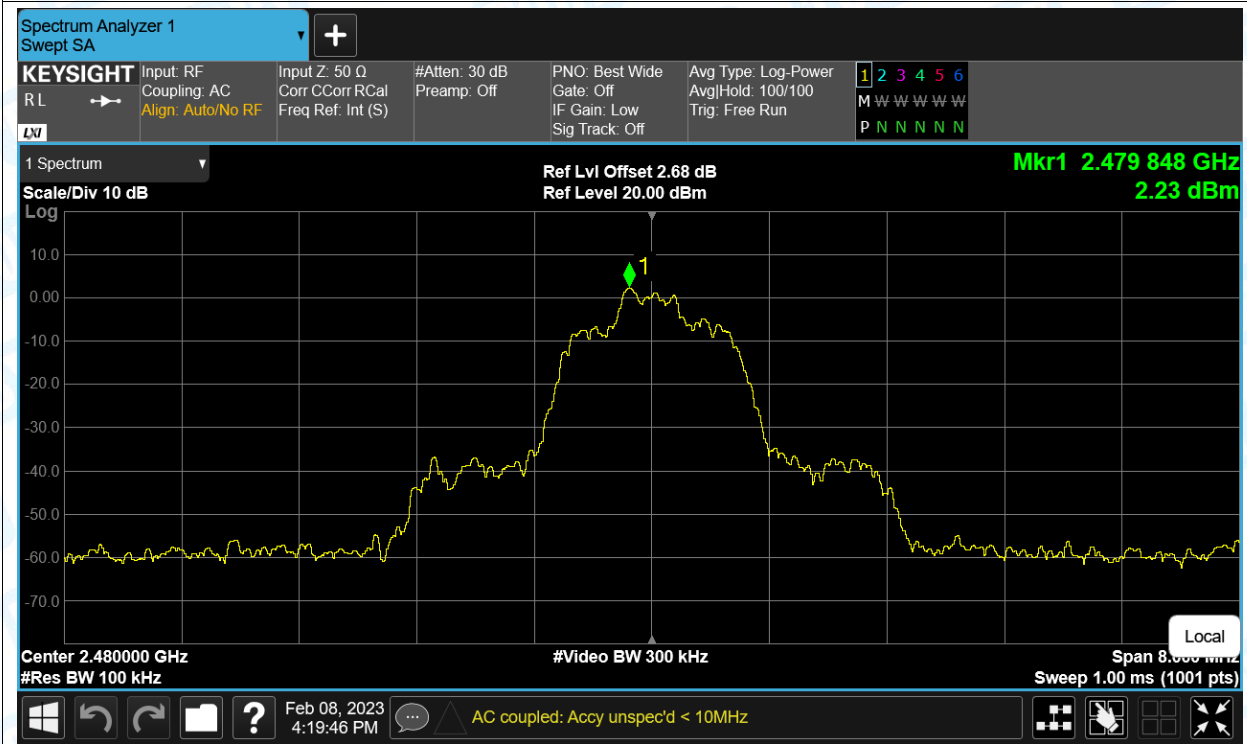 Spectrum Analyzer 1
Swept SA
KEYSIGHT
R L
LXI
Input: RF
Coupling: AC
Align: Auto/No RF
Input Z: 50 Ω
Corr CCorr RCal
Freq Ref: Int (S)
#Atten: 30 dB
Preamp: Off
PNO: Best Wide
Gate: Off
IF Gain: Low
Sig Track: Off
Avg Type: Log-Power
Avg|Hold: 100/100
Trig: Free Run
1 2 3 4 5 6
M W W W W W
P N N N N N
1 Spectrum
Scale/Div 10 dB
Log
Ref Lvl Offset 2.68 dB
Ref Level 20.00 dBm
Mkr1 2.479 848 GHz
2.23 dBm
1
10.0
0.00
-10.0
-20.0
-30.0
-40.0
-50.0
-60.0
-70.0
Local
Center 2.480000 GHz
#Video BW 300 kHz
Span 8.000 MHz
#Res BW 100 kHz
Sweep 1.00 ms (1001 pts)
?
Feb 08, 2023
4:19:46 PM
AC coupled: Accy unspec'd < 10MHz